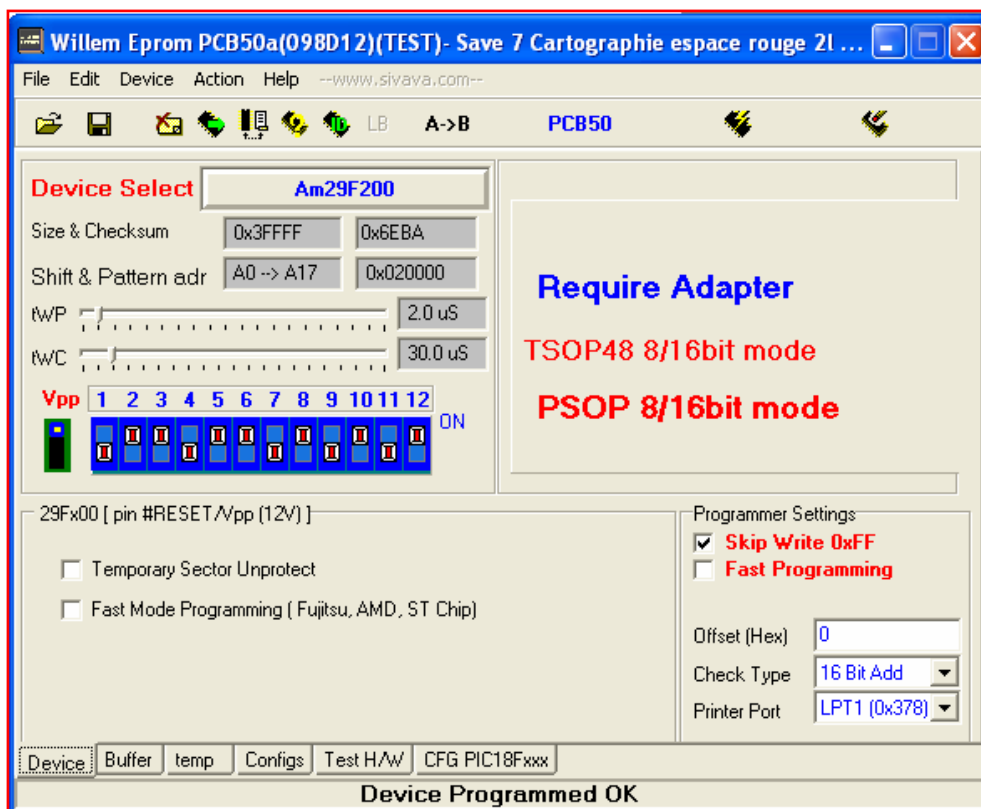 Willem Eprom PCB50a(098D12)(TEST)- Save 7 Cartographie espace rouge 2l ...
File Edit Device Action Help --www.sivava.com--
LB A->B PCB50
Device Select Am29F200
Size & Checksum 0x3FFFF 0x6EBA
Shift & Pattern adr A0 --> A17 0x020000
tWP 2.0 uS
tWC 30.0 uS
Vpp 1 2 3 4 5 6 7 8 9 10 11 12
ON
Require Adapter
TSOP48 8/16bit mode
PSOP 8/16bit mode
29Fx00 [ pin #RESET/Vpp (12V) ]
Temporary Sector Unprotect
Fast Mode Programming ( Fujitsu, AMD, ST Chip)
Programmer Settings
Skip Write 0xFF
Fast Programming
Offset (Hex) 0
Check Type 16 Bit Add
Printer Port LPT1 (0x378)
Device Buffer temp Configs Test H/W CFG PIC18Fxxx
Device Programmed OK